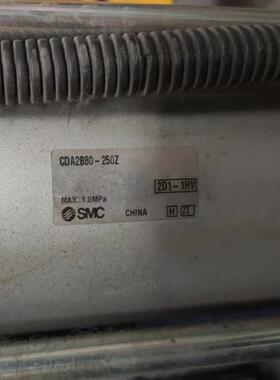 CDA2B80-250Z
2D1-1HV
MAX. 1.0MPa
SMC CHINA H ZZ